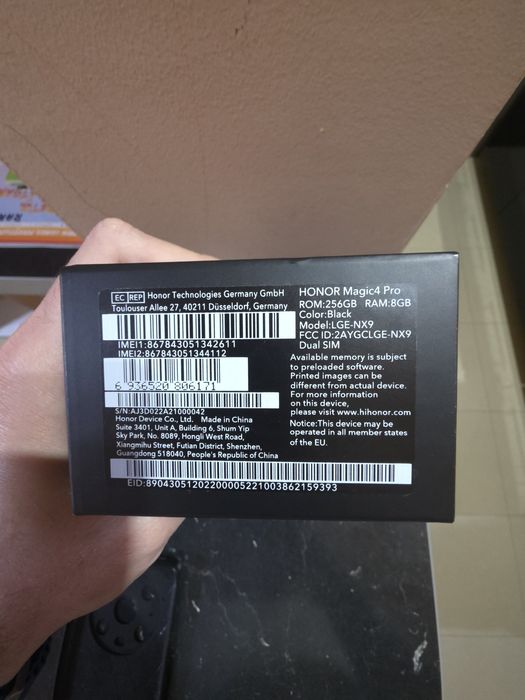 EC REP Honor Technologies Germany GmbH
Toulouser Allee 27, 40211 Düsseldorf, Germany
IMEI1:867843051342611
IMEI2:867843051344112
6 936520 806171
S/N:AJ3D022A21000042
Honor Device Co., Ltd. Made in China
Suite 3401, Unit A, Building 6, Shum Yip
Sky Park, No. 8089, Hongli West Road,
Xiangmihu Street, Futian District, Shenzhen,
Guangdong 518040, People's Republic of China
HONOR Magic4 Pro
ROM:256GB RAM:8GB
Color:Black
Model:LGE-NX9
FCC ID:2AYGCLGE-NX9
Dual SIM
Available memory is subject
to preloaded software.
Printed images can be
different from actual device.
For more information
on this device,
please visit www.hihonor.com
Notice:This device may be
operated in all member states
of the EU.
EID:89043051202200005221003862159393